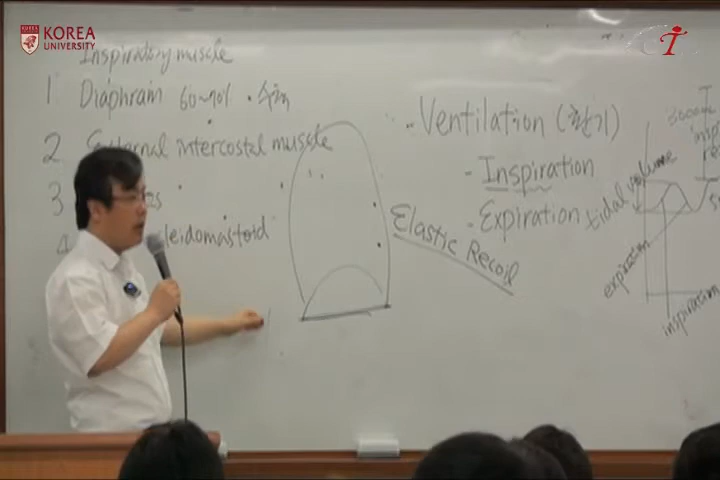 KOREA
UNIVERSITY
Inspiratory muscle
1 Diaphram 60~70% . 수축
2 External intercostal muscle
3
4 leidomastoid
Ventilation (환기)
- Inspiration
- Expiration
Elastic Recoil
tidal volume
expiration
inspiration